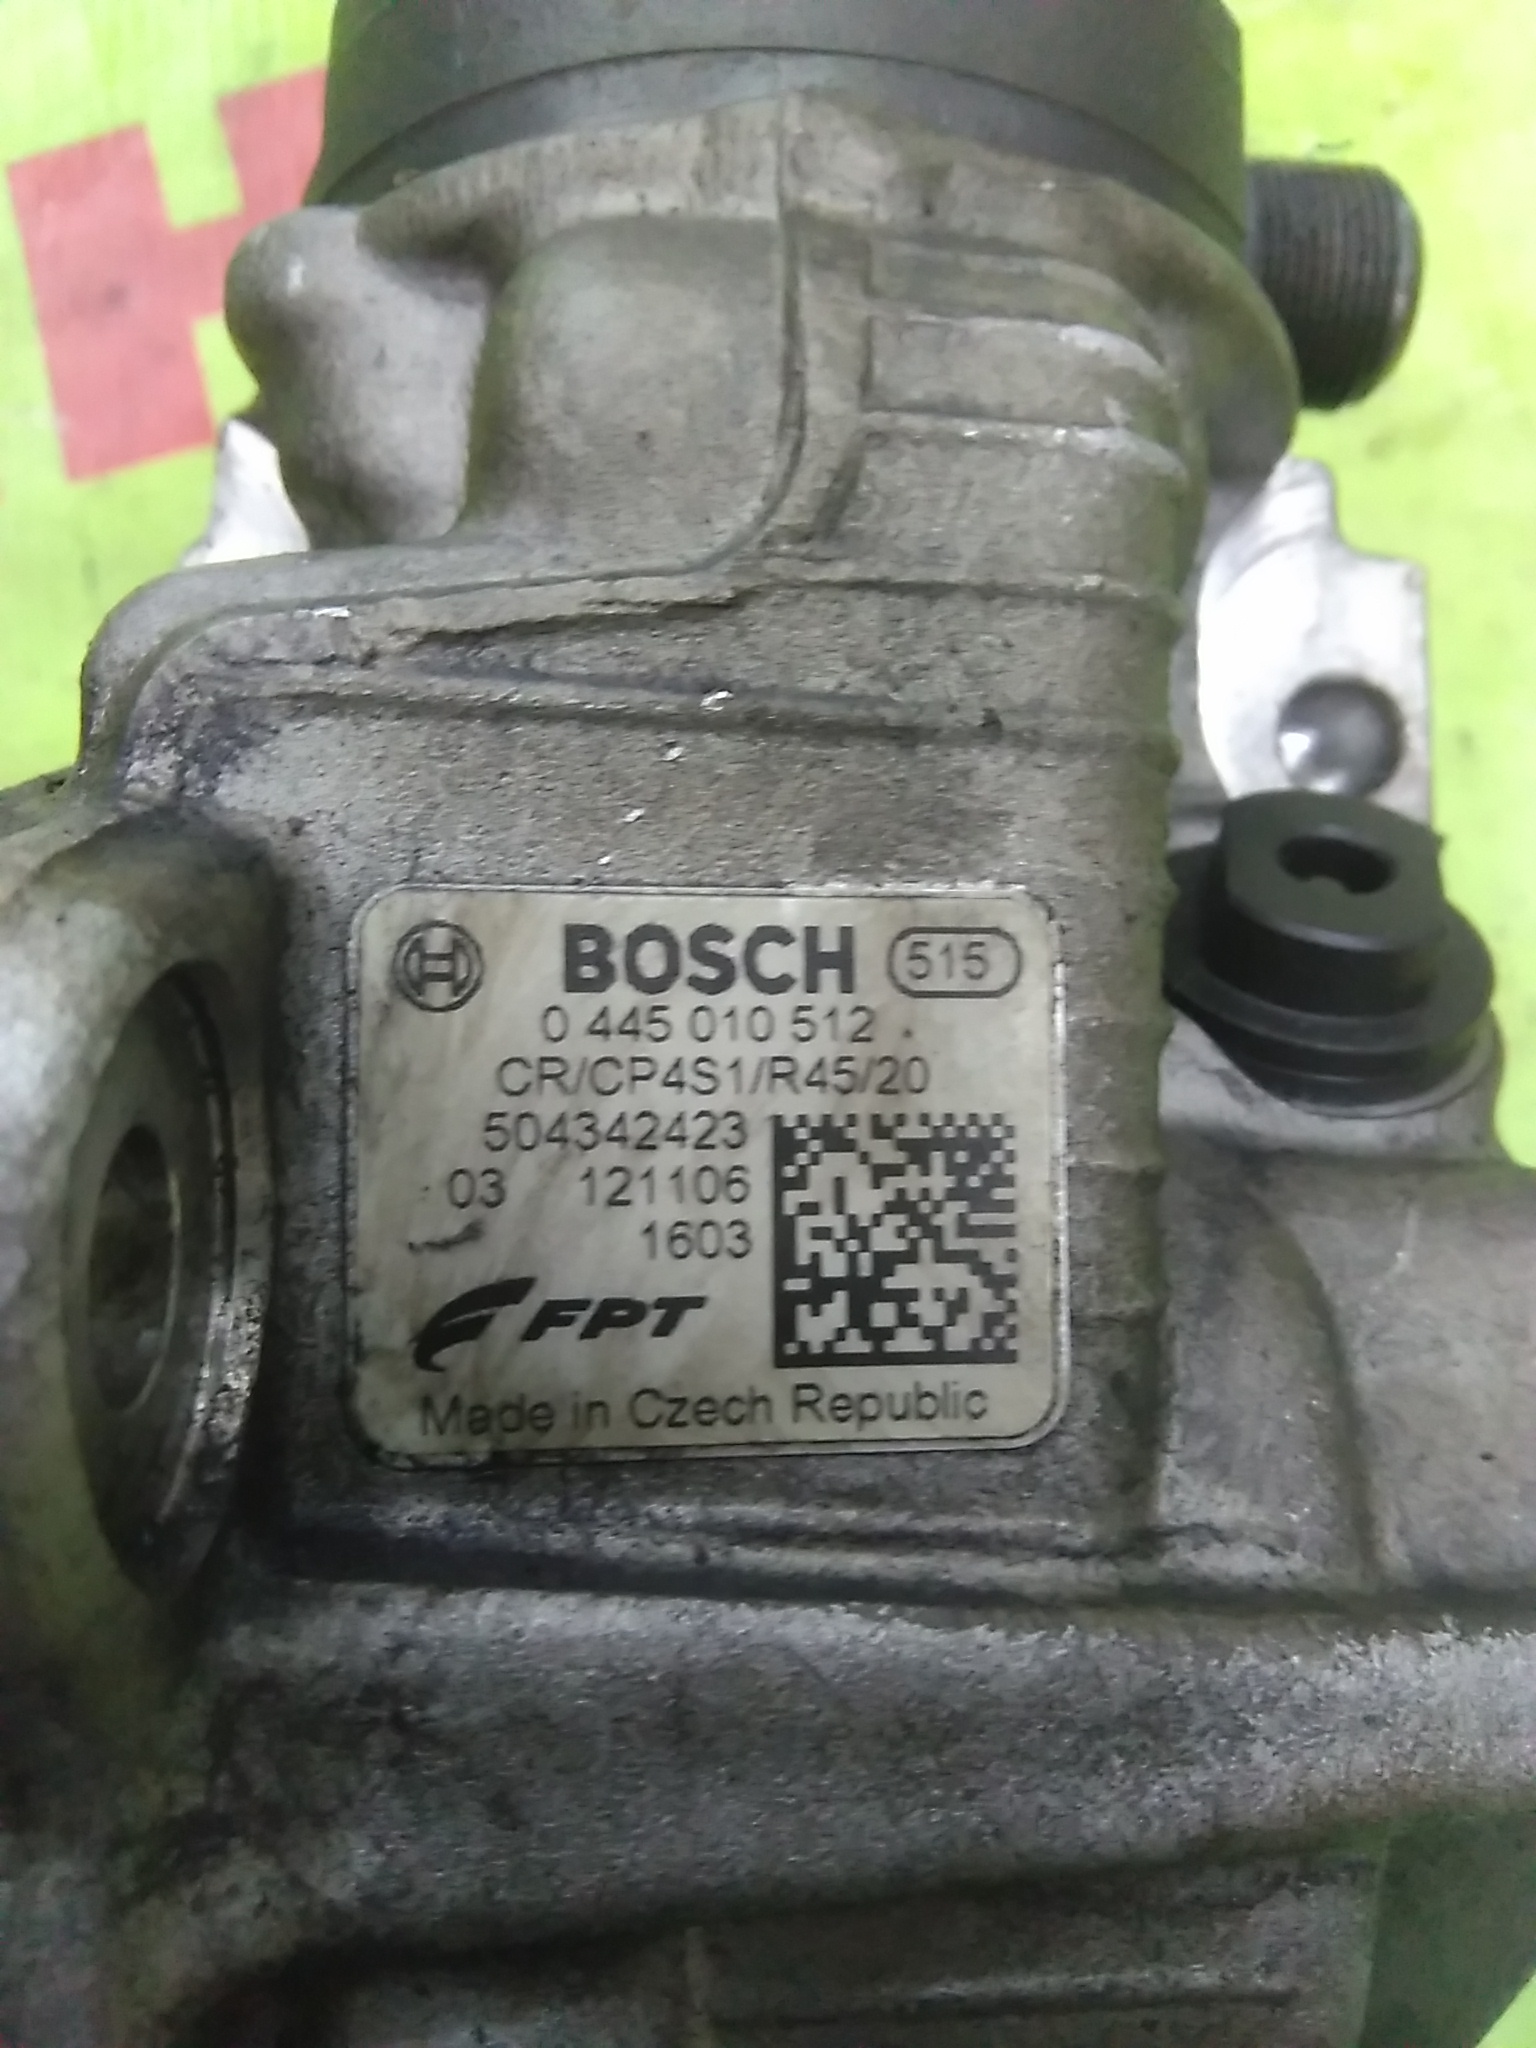 BOSCH 515
0 445 010 512
CR/CP4S1/R45/20
504342423
03 121106
1603
FPT
Made in Czech Republic